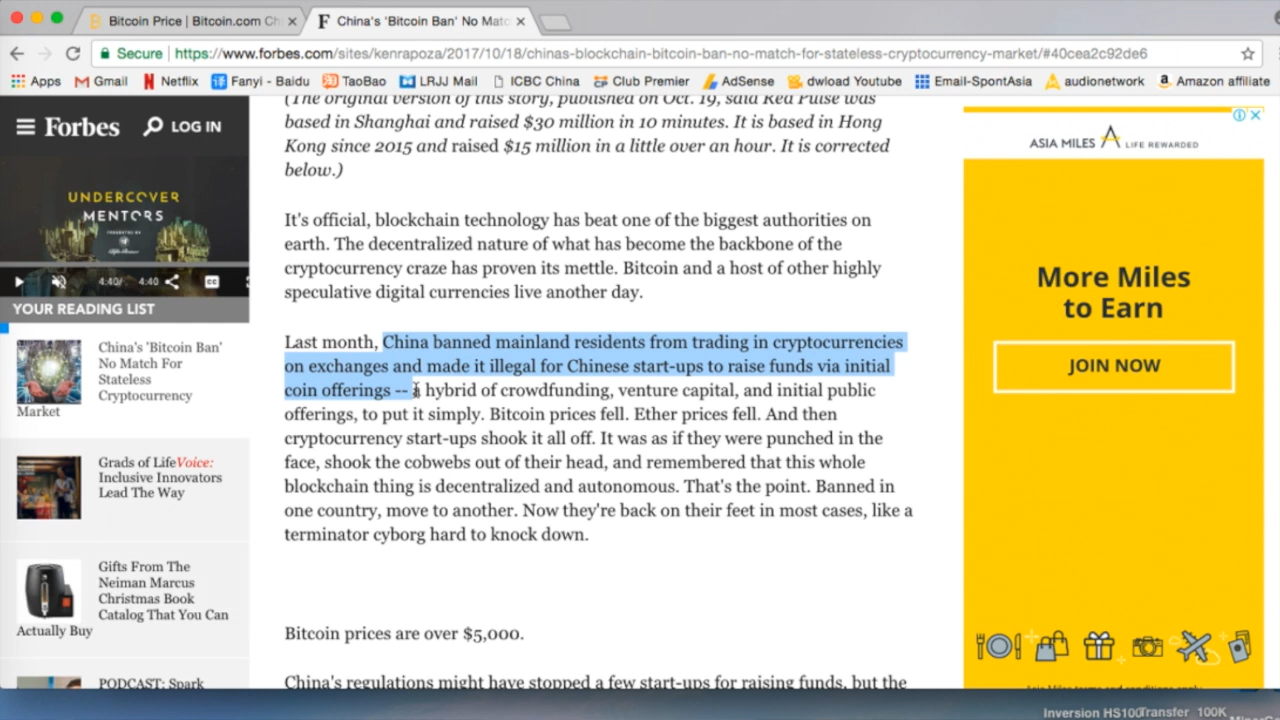 Bitcoin Price | Bitcoin.com Ch
China's 'Bitcoin Ban' No Matc
Secure
https://www.forbes.com/sites/kenrapoza/2017/10/18/chinas-blockchain-bitcoin-ban-no-match-for-stateless-cryptocurrency-market/#40cea2c92de6
Apps Gmail Netflix Fanyi - Baidu TaoBao LRJJ Mail ICBC China Club Premier AdSense dwload Youtube Email-SpontAsia audionetwork Amazon affiliate
Forbes LOG IN
UNDERCOVER
MENTORS
PRESENTED BY
4:40/ 4:40
YOUR READING LIST
China's 'Bitcoin Ban'
No Match For
Stateless
Cryptocurrency
Market
Grads of LifeVoice:
Inclusive Innovators
Lead The Way
Gifts From The
Neiman Marcus
Christmas Book
Catalog That You Can
Actually Buy
PODCAST: Spark
(The original version of this story, published on Oct. 19, said Red Pulse was
based in Shanghai and raised $30 million in 10 minutes. It is based in Hong
Kong since 2015 and raised $15 million in a little over an hour. It is corrected
below.)
It's official, blockchain technology has beat one of the biggest authorities on
earth. The decentralized nature of what has become the backbone of the
cryptocurrency craze has proven its mettle. Bitcoin and a host of other highly
speculative digital currencies live another day.
Last month, China banned mainland residents from trading in cryptocurrencies
on exchanges and made it illegal for Chinese start-ups to raise funds via initial
coin offerings -- a hybrid of crowdfunding, venture capital, and initial public
offerings, to put it simply. Bitcoin prices fell. Ether prices fell. And then
cryptocurrency start-ups shook it all off. It was as if they were punched in the
face, shook the cobwebs out of their head, and remembered that this whole
blockchain thing is decentralized and autonomous. That's the point. Banned in
one country, move to another. Now they're back on their feet in most cases, like a
terminator cyborg hard to knock down.
Bitcoin prices are over $5,000.
China's regulations might have stopped a few start-ups for raising funds, but the
ASIA MILES LIFE REWARDED
More Miles
to Earn
JOIN NOW
Asia Miles terms and conditions apply
Inversion HS100
Transfer_100K